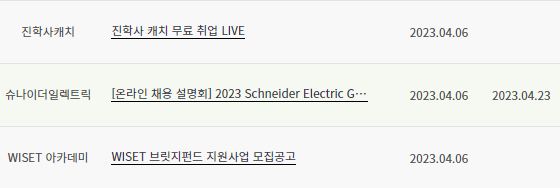 진학사캐치 진학사 캐치 무료 취업 LIVE 2023.04.06
슈나이더일렉트릭 [온라인 채용 설명회] 2023 Schneider Electric G… 2023.04.06 2023.04.23
WISET 아카데미 WISET 브릿지펀드 지원사업 모집공고 2023.04.06